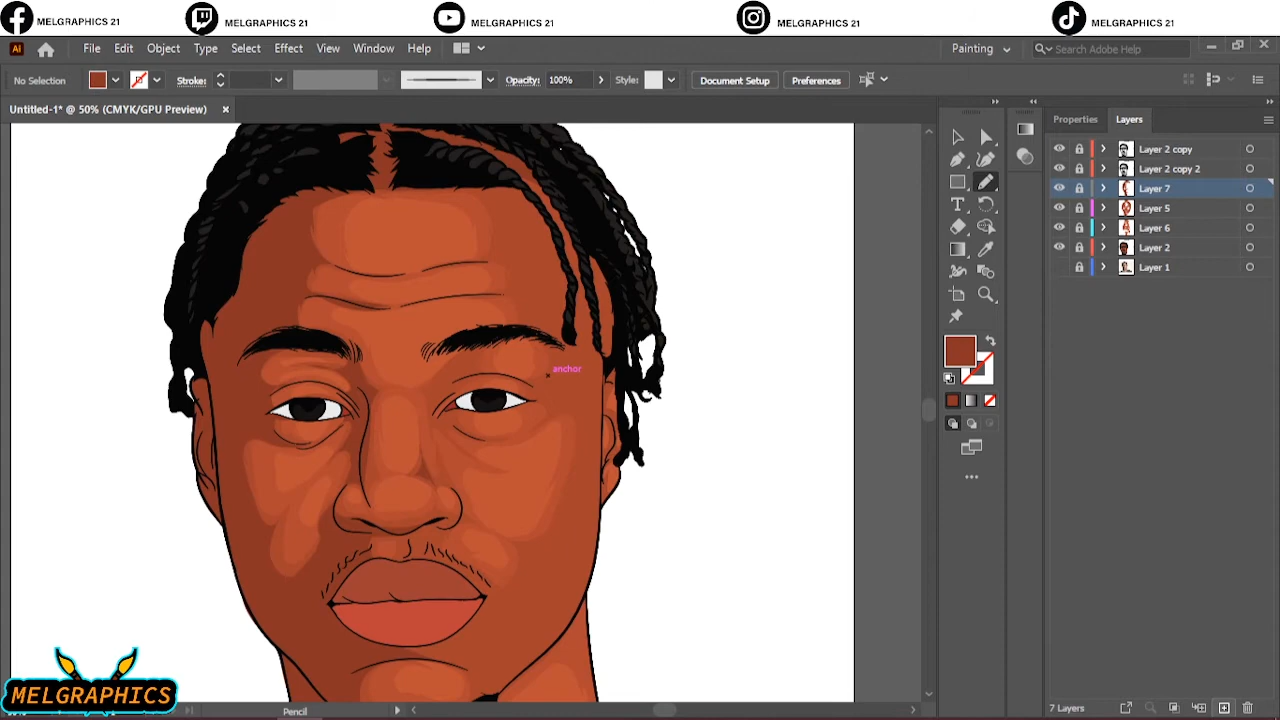 MELGRAPHICS 21 MELGRAPHICS 21 MELGRAPHICS 21 MELGRAPHICS 21 MELGRAPHICS 21
Ai File Edit Object Type Select Effect View Window Help Painting Search Adobe Help
No Selection Stroke: Opacity: 100% Style: Document Setup Preferences
Untitled-1* @ 50% (CMYK/GPU Preview)
Properties Layers
Layer 2 copy
Layer 2 copy 2
Layer 7
Layer 5
Layer 6
Layer 2
Layer 1
anchor
MELGRAPHICS
Pencil
7 Layers